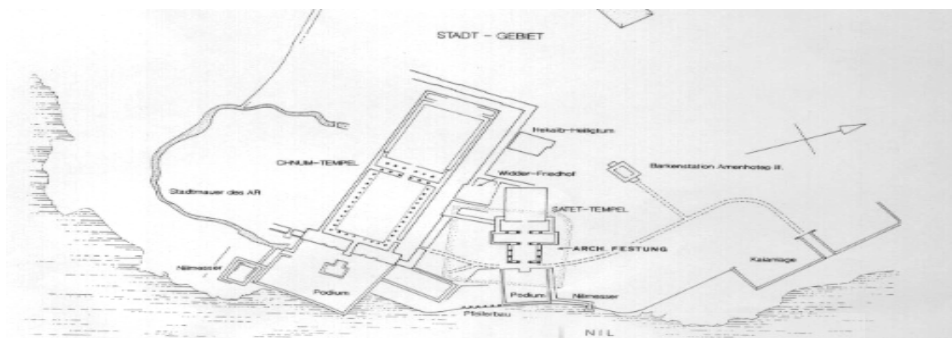 STADT - GEBIET
Hekaib-Heiligtum
CHNUM-TEMPEL
Widder-Friedhof
Barkenstation Amenhotep III.
Stadtmauer des AR
SATET-TEMPEL
ARCH. FESTUNG
Nilmesser
Kaianlage
Podium
Podium
Nilmesser
Pfeilerbau
NIL